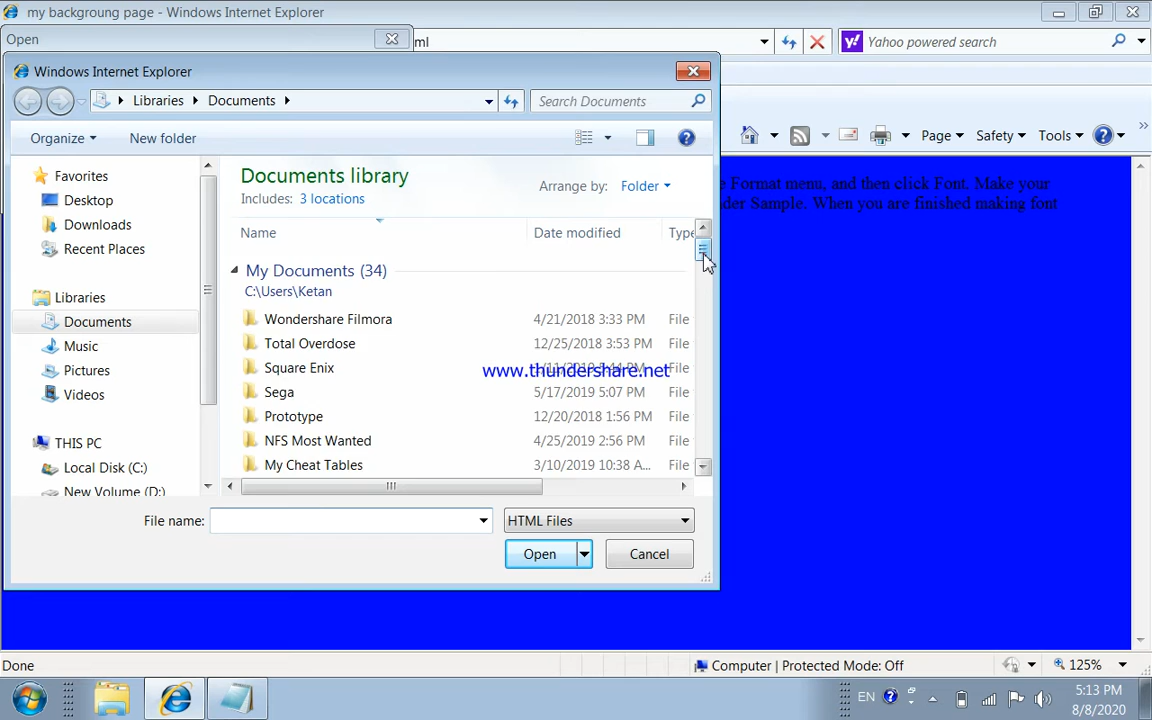 my backgroung page - Windows Internet Explorer
Open
ml
Yahoo powered search
Windows Internet Explorer
Libraries
Documents
Search Documents
Organize
New folder
Page
Safety
Tools
Favorites
Desktop
Downloads
Recent Places
Libraries
Documents
Music
Pictures
Videos
THIS PC
Local Disk (C:)
New Volume (D:)
Documents library
Includes: 3 locations
Arrange by: Folder
Name
Date modified
Type
My Documents (34)
C:\Users\Ketan
Wondershare Filmora 4/21/2018 3:33 PM File
Total Overdose 12/25/2018 3:53 PM File
Square Enix File
www.thundershare.net
Sega 5/17/2019 5:07 PM File
Prototype 12/20/2018 1:56 PM File
NFS Most Wanted 4/25/2019 2:56 PM File
My Cheat Tables 3/10/2019 10:38 A... File
Format menu, and then click Font. Make your
der Sample. When you are finished making font
File name:
HTML Files
Open
Cancel
Done
Computer | Protected Mode: Off
125%
EN
5:13 PM
8/8/2020